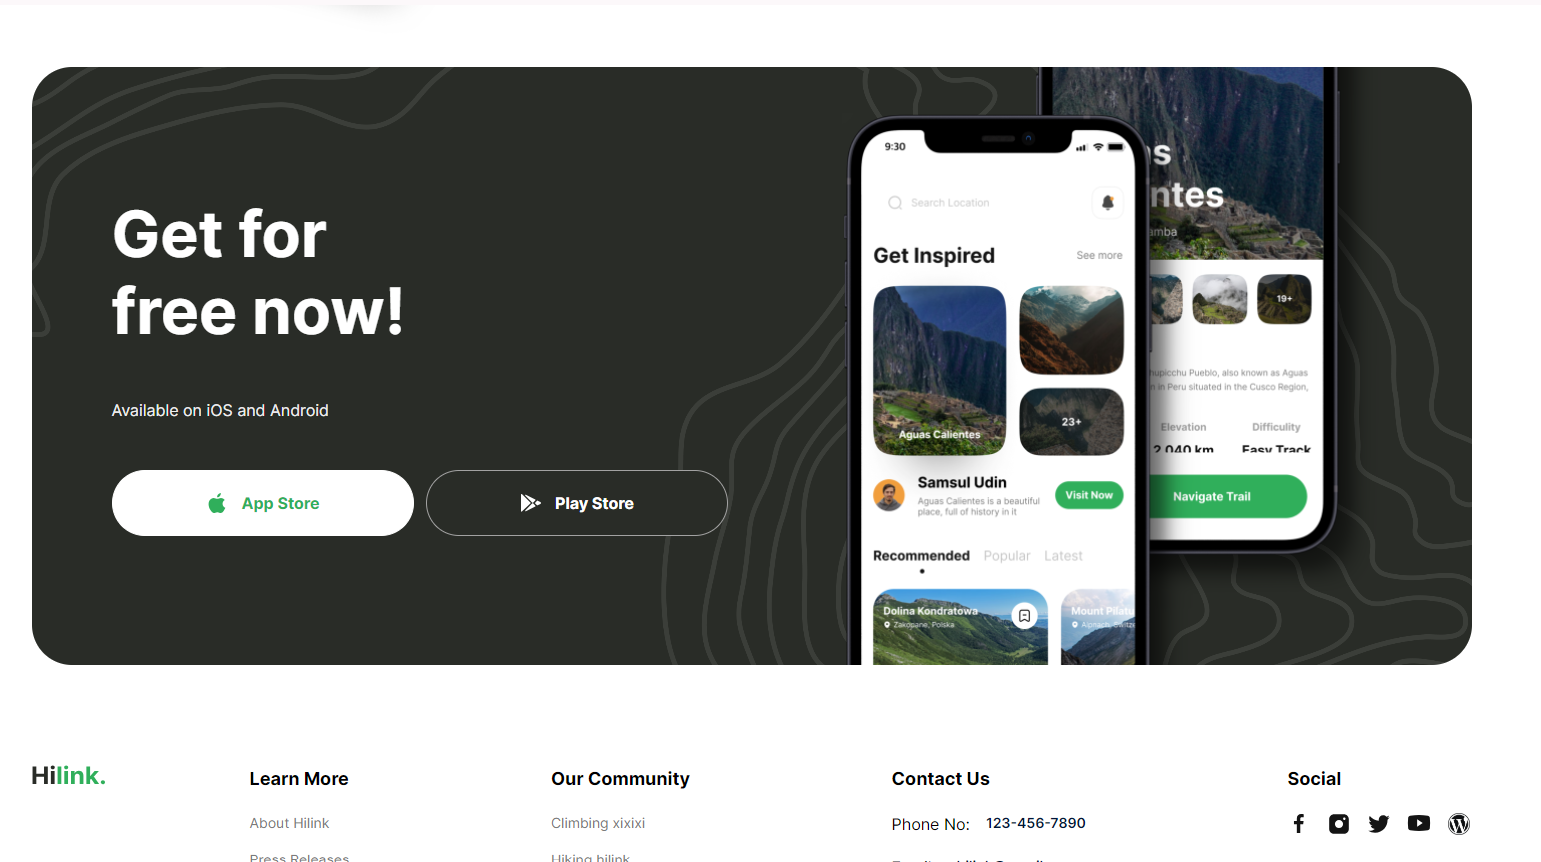 Get for
free now!
Available on iOS and Android
App Store
Play Store
9:30
Search Location
Get Inspired
See more
Aguas Calientes
23+
Samsul Udin
Aguas Calientes is a beautiful
place, full of history in it
Visit Now
Recommended Popular Latest
Dolina Kondratowa
Zakopane, Polska
Mount Pilatu
ntes
amba
19+
hupicchu Pueblo, also known as Aguas
n in Peru situated in the Cusco Region,
Elevation
Difficulty
2.040 km
Easy Track
Navigate Trail
Hilink.
Learn More
About Hilink
Press Releases
Our Community
Climbing xixixi
Hiking hilink
Contact Us
Phone No: 123-456-7890
Social